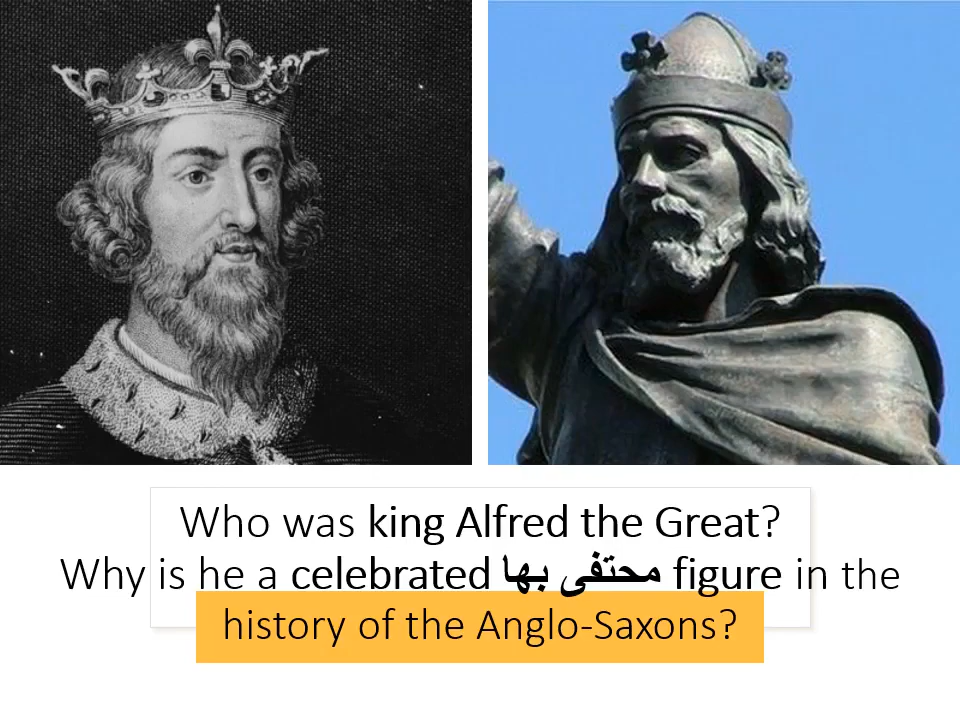 Who was king Alfred the Great?
Why is he a celebrated محتفى بها figure in the
history of the Anglo-Saxons?